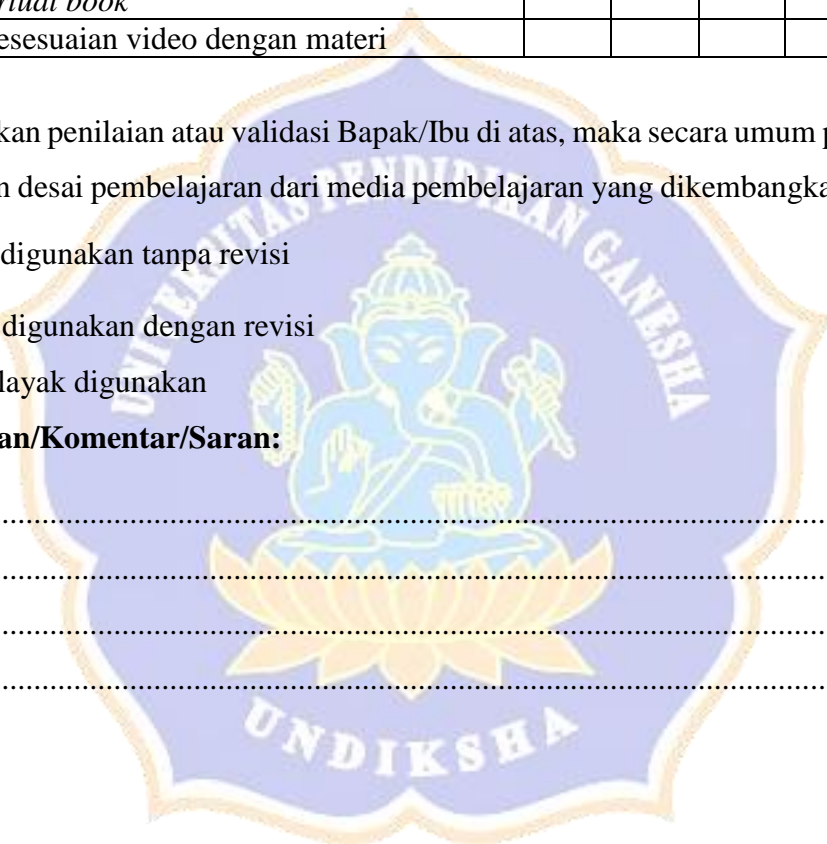 rtual book
esesuaian video dengan materi
kan penilaian atau validasi Bapak/Ibu di atas, maka secara umum p
n desai pembelajaran dari media pembelajaran yang dikembangka
digunakan tanpa revisi
digunakan dengan revisi
layak digunakan
an/Komentar/Saran:
UNIVERSITAS PENDIDIKAN GANESHA
UNDIKSHA